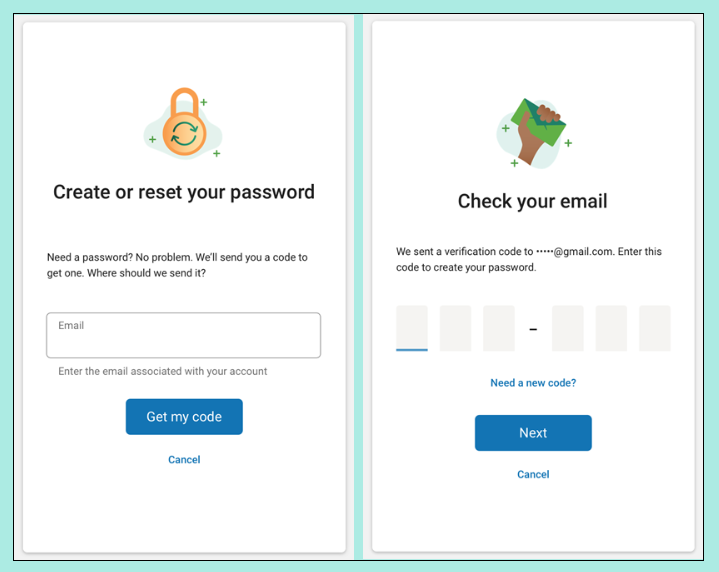 Create or reset your password
Need a password? No problem. We'll send you a code to
get one. Where should we send it?
Email
Enter the email associated with your account
Get my code
Cancel
Check your email
We sent a verification code to •••••@gmail.com. Enter this
code to create your password.
–
Need a new code?
Next
Cancel